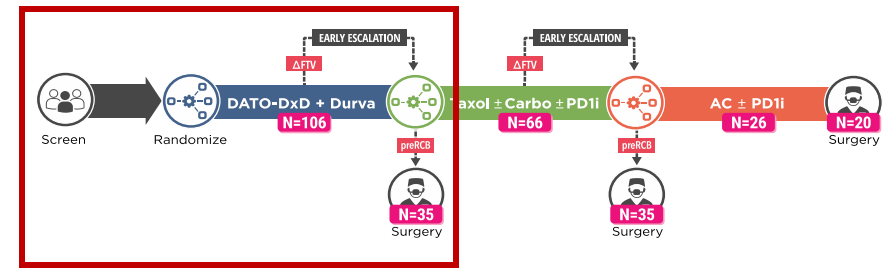 EARLY ESCALATION
EARLY ESCALATION
ΔFTV
ΔFTV
DATO-DxD + Durva
Taxol ± Carbo ± PD1i
AC ± PD1i
N=106
N=66
N=26
N=20
Screen
Randomize
Surgery
preRCB
preRCB
N=35
N=35
Surgery
Surgery